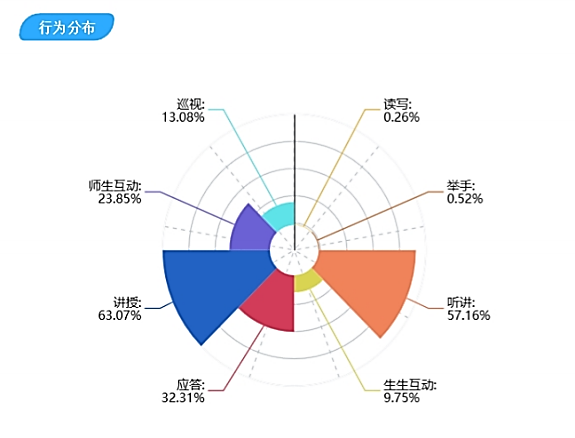 行为分布
巡视:
13.08%
读写:
0.26%
师生互动:
23.85%
举手:
0.52%
讲授:
63.07%
听讲:
57.16%
应答:
32.31%
生生互动:
9.75%